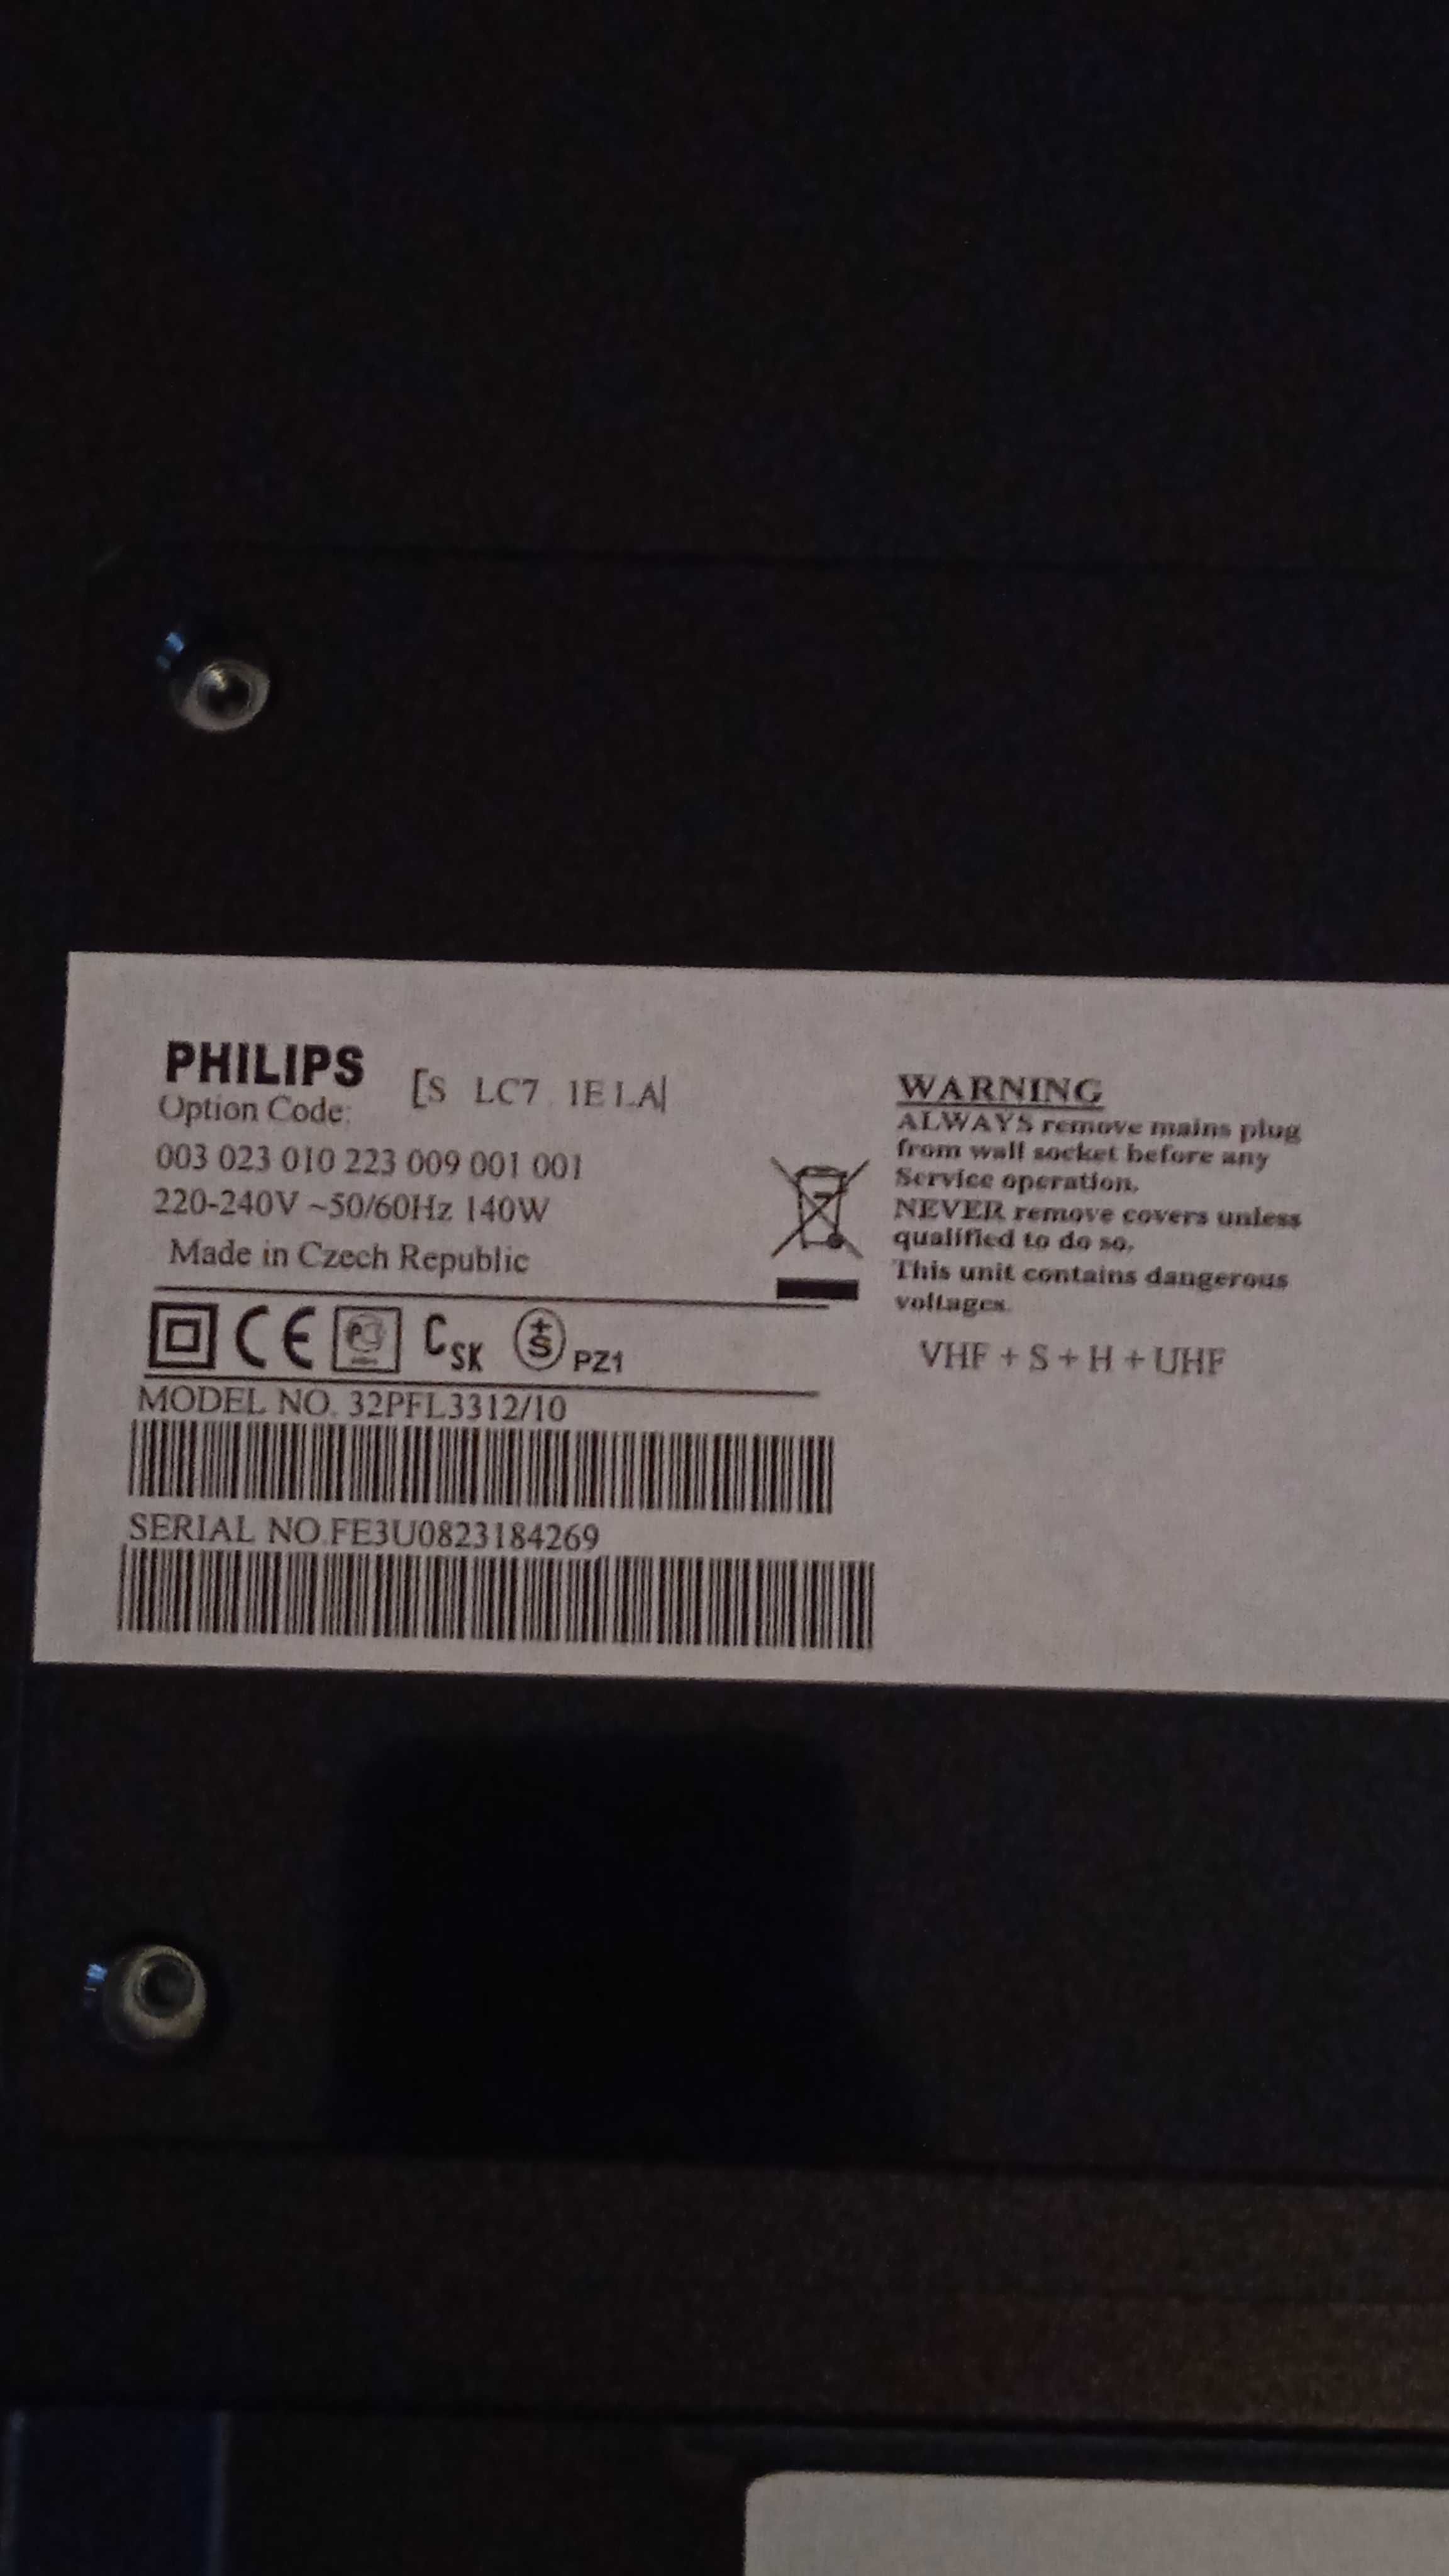 PHILIPS
[S LC7 1E LA]
Option Code:
003 023 010 223 009 001 001
220-240V ~50/60Hz 140W
Made in Czech Republic
CE
CSK
S PZ1
MODEL NO. 32PFL3312/10
SERIAL NO.FE3U0823184269
WARNING
ALWAYS remove mains plug
from wall socket before any
Service operation.
NEVER remove covers unless
qualified to do so.
This unit contains dangerous
voltages.
VHF + S + H + UHF